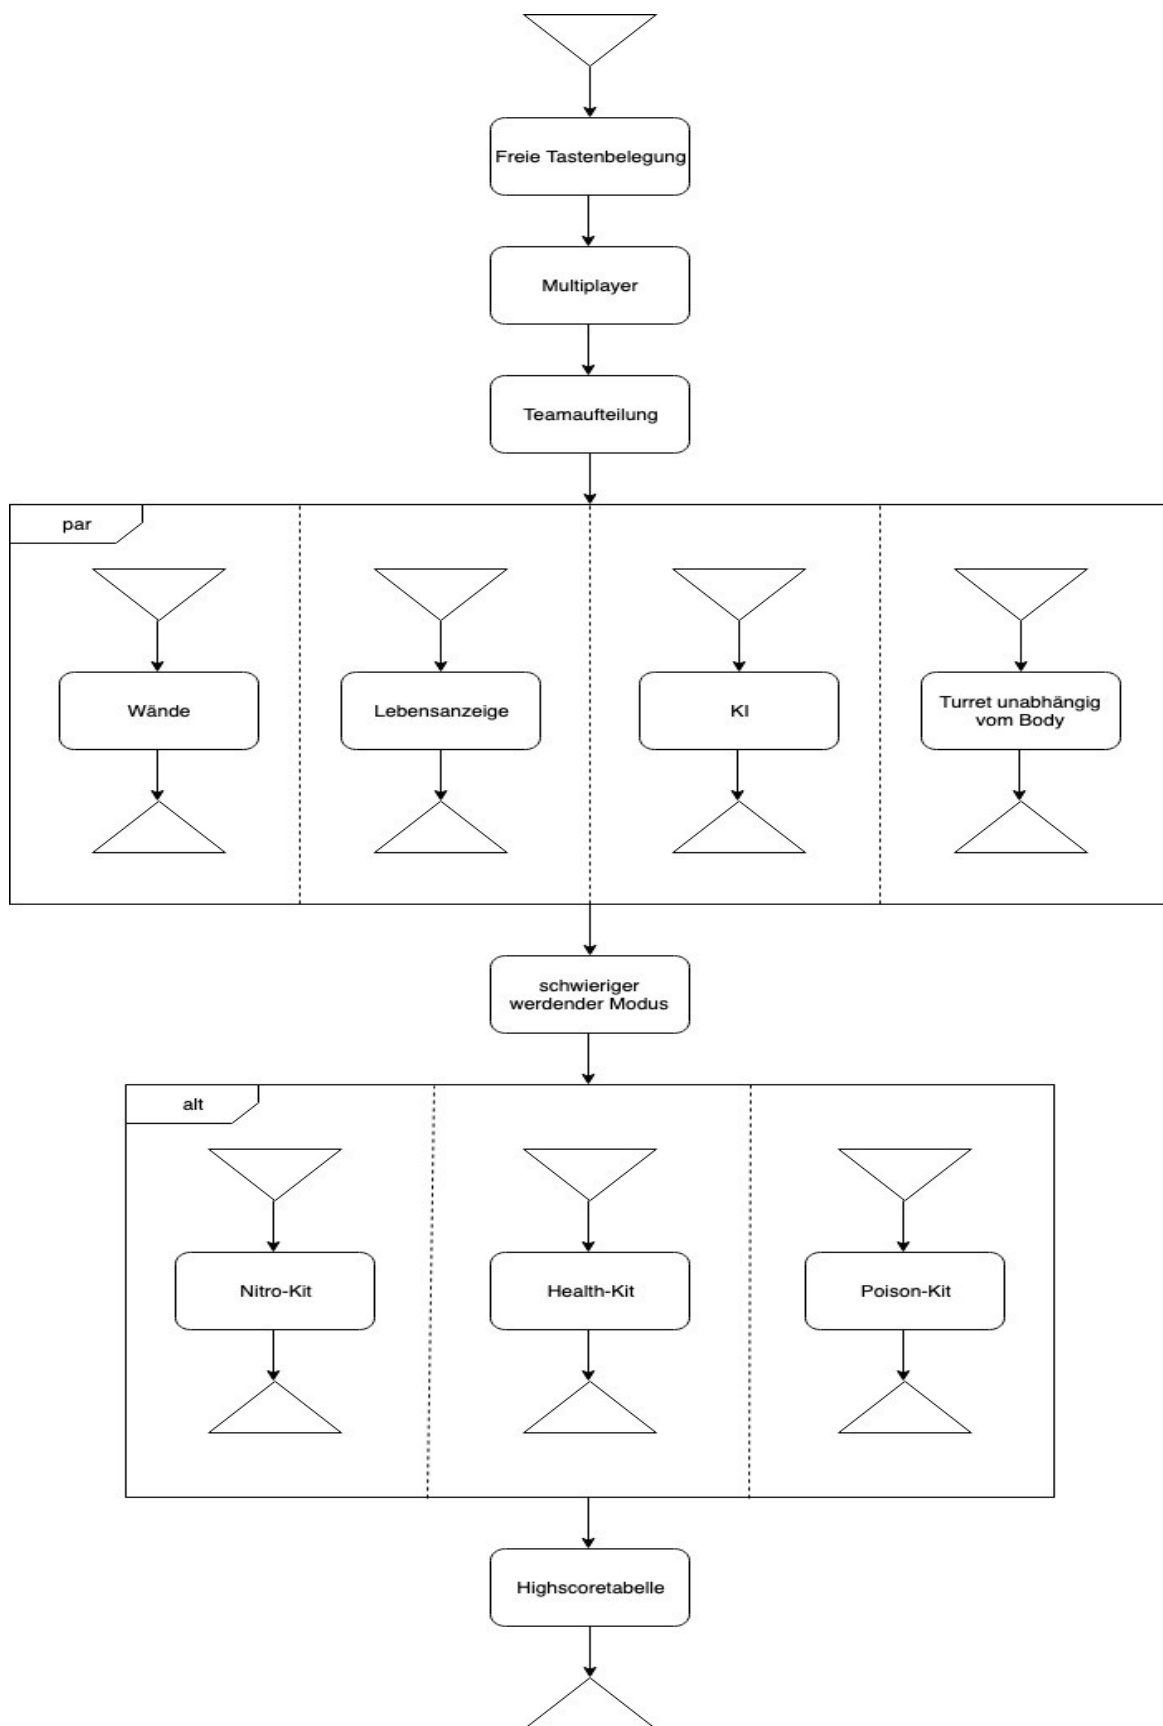 Freie Tastenbelegung
Multiplayer
Teamaufteilung
par
Wände
Lebensanzeige
KI
Turret unabhängig
vom Body
schwieriger
werdender Modus
alt
Nitro-Kit
Health-Kit
Poison-Kit
Highscoretabelle